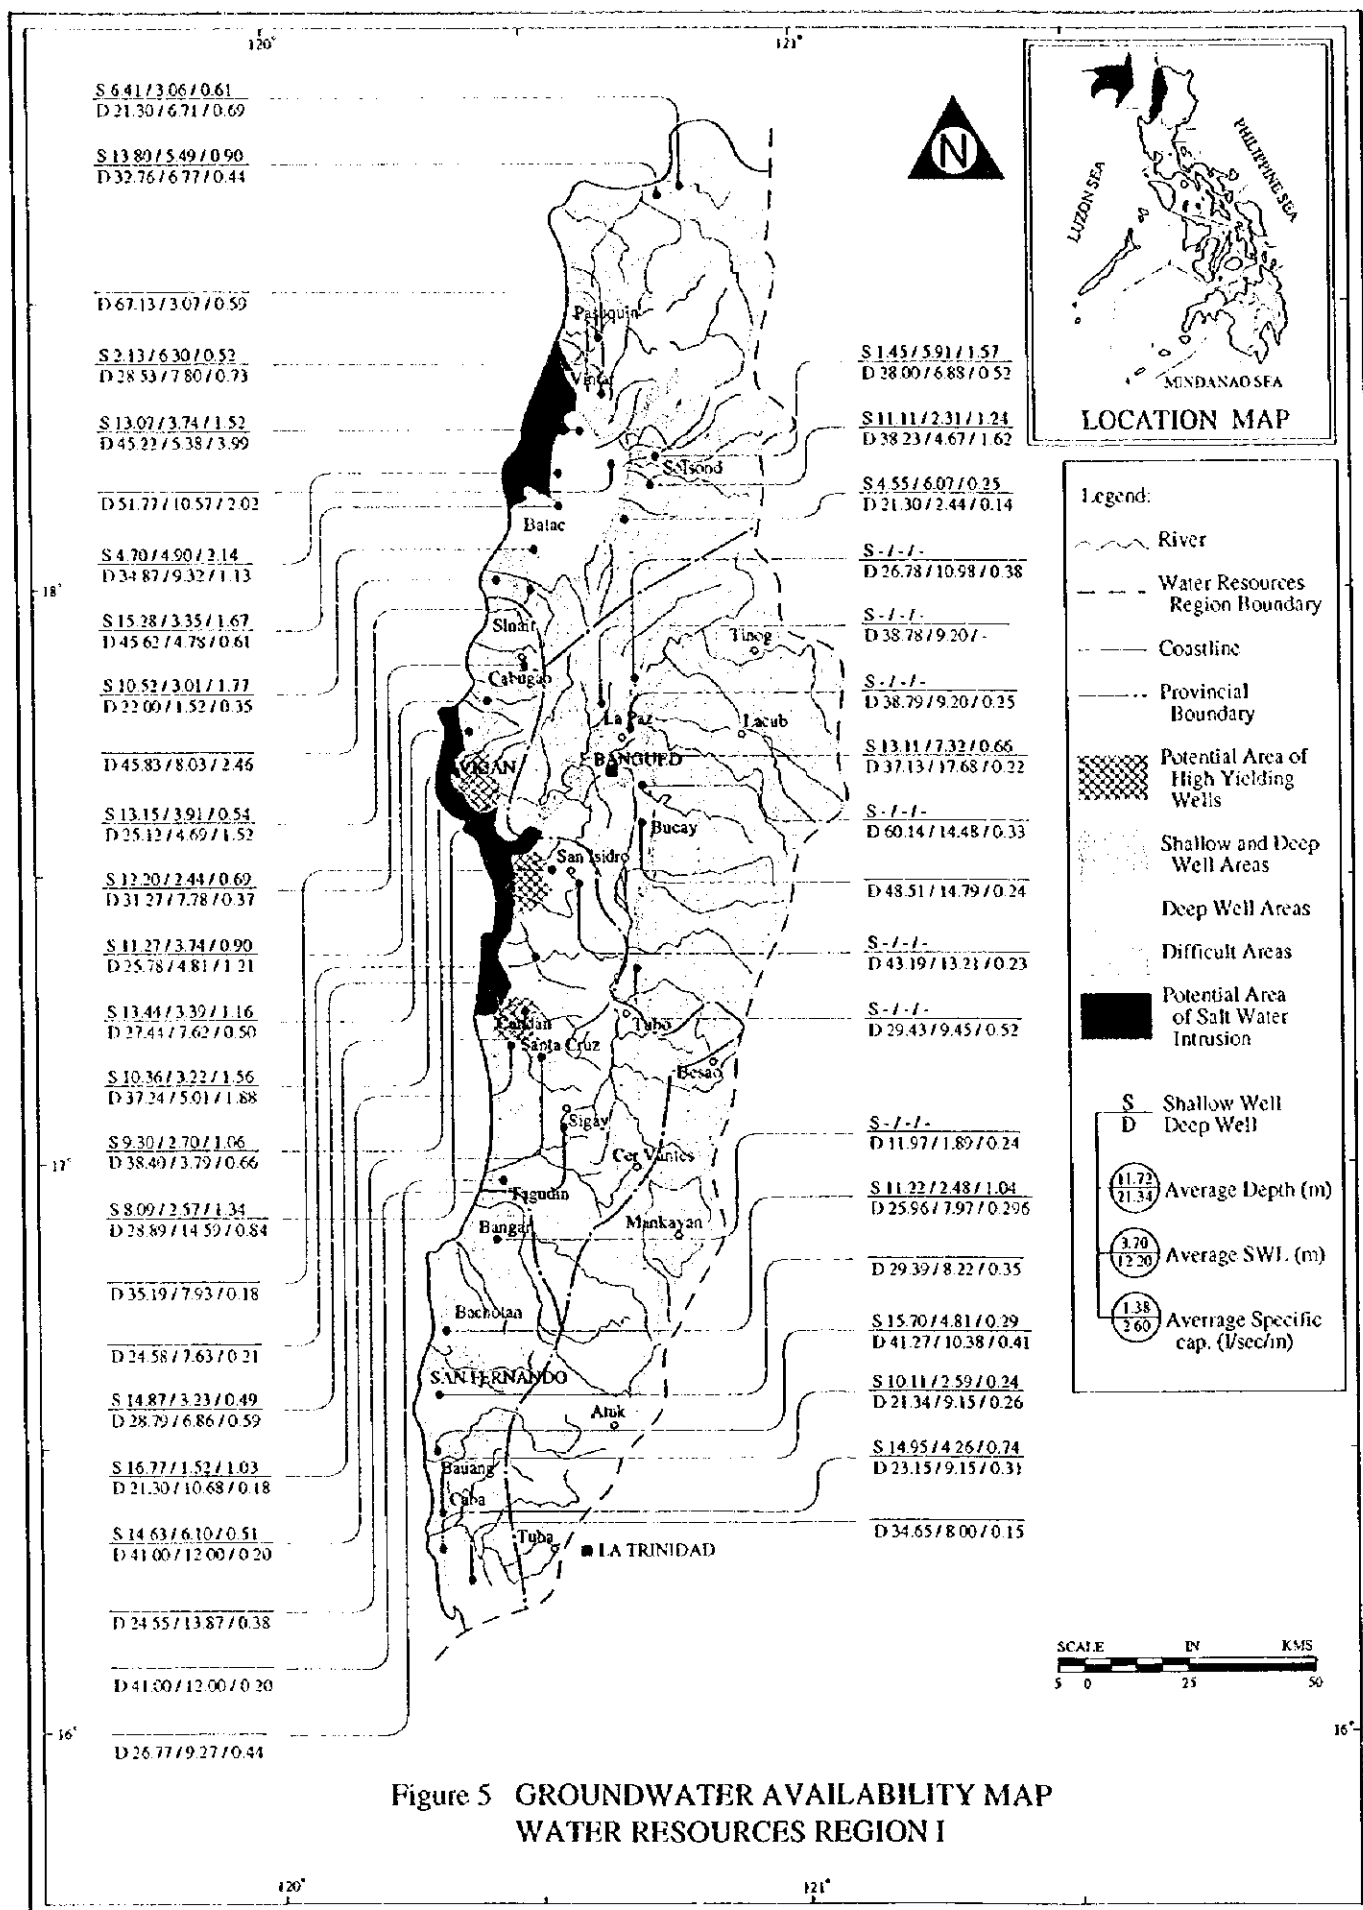 120°
121°
S 6.41 / 3.06 / 0.61
D 21.30 / 6.71 / 0.69
S 13.80 / 5.49 / 0.90
D 32.76 / 6.77 / 0.44
D 67.13 / 3.07 / 0.59
S 2.13 / 6.30 / 0.52
D 28.53 / 7.80 / 0.73
S 13.07 / 3.74 / 1.52
D 45.22 / 5.38 / 3.99
D 51.77 / 10.57 / 2.02
S 4.70 / 4.90 / 2.14
D 34.87 / 9.32 / 1.13
18°
S 15.28 / 3.35 / 1.67
D 45.62 / 4.78 / 0.61
S 10.52 / 3.01 / 1.77
D 22.00 / 1.52 / 0.35
D 45.83 / 8.03 / 2.46
S 13.15 / 3.91 / 0.54
D 25.12 / 4.69 / 1.52
S 12.20 / 2.44 / 0.69
D 31.27 / 7.78 / 0.37
S 11.27 / 3.74 / 0.90
D 25.78 / 4.81 / 1.21
S 13.44 / 3.39 / 1.16
D 27.44 / 7.62 / 0.50
S 10.36 / 3.22 / 1.56
D 37.24 / 5.01 / 1.88
S 9.30 / 2.70 / 1.06
D 38.40 / 3.79 / 0.66
17°
S 8.09 / 2.57 / 1.34
D 28.89 / 14.59 / 0.84
D 35.19 / 7.93 / 0.18
D 24.58 / 7.63 / 0.21
S 14.87 / 3.23 / 0.49
D 28.79 / 6.86 / 0.59
S 16.77 / 1.52 / 1.03
D 21.30 / 10.68 / 0.18
S 14.63 / 6.10 / 0.51
D 41.00 / 12.00 / 0.20
D 24.55 / 13.87 / 0.38
D 41.00 / 12.00 / 0.20
16°
D 26.77 / 9.27 / 0.44
Pasuquin
Vintar
Solsond
Batac
Sinait
Cabugao
Tineg
La Paz
Lacub
VIGAN
BANGUED
Bucay
San Isidro
Candan
Santa Cruz
Tubo
Besao
Sigay
Cer Vantes
Tagudin
Bangar
Mankayan
Bacnotan
SAN FERNANDO
Atok
Bauang
Caba
Tuba
LA TRINIDAD
S 1.45 / 5.91 / 1.57
D 28.00 / 6.88 / 0.52
S 11.11 / 2.31 / 1.24
D 38.23 / 4.67 / 1.62
S 4.55 / 6.07 / 0.25
D 21.30 / 2.44 / 0.14
S - / - / -
D 26.78 / 10.98 / 0.38
S - / - / -
D 38.78 / 9.20 / -
S - / - / -
D 38.79 / 9.20 / 0.25
S 13.11 / 7.32 / 0.66
D 37.13 / 17.68 / 0.22
S - / - / -
D 60.14 / 14.48 / 0.33
D 48.51 / 14.79 / 0.24
S - / - / -
D 43.19 / 13.21 / 0.23
S - / - / -
D 29.43 / 9.45 / 0.52
S - / - / -
D 11.97 / 1.89 / 0.24
S 11.22 / 2.48 / 1.04
D 25.96 / 7.97 / 0.296
D 29.39 / 8.22 / 0.35
S 15.70 / 4.81 / 0.29
D 41.27 / 10.38 / 0.41
S 10.11 / 2.59 / 0.24
D 21.34 / 9.15 / 0.26
S 14.95 / 4.26 / 0.74
D 23.15 / 9.15 / 0.31
D 34.65 / 8.00 / 0.15
N
LUZON SEA
PHILIPPINE SEA
MINDANAO SEA
LOCATION MAP
Legend:
River
Water Resources
Region Boundary
Coastline
Provincial
Boundary
Potential Area of
High Yielding
Wells
Shallow and Deep
Well Areas
Deep Well Areas
Difficult Areas
Potential Area
of Salt Water
Intrusion
S Shallow Well
D Deep Well
11.72
21.34
Average Depth (m)
3.70
12.20
Average SWL (m)
1.38
2.60
Averrage Specific
cap. (l/sec/m)
SCALE IN KMS
5 0 25 50
16°
Figure 5 GROUNDWATER AVAILABILITY MAP
WATER RESOURCES REGION I
120°
121°